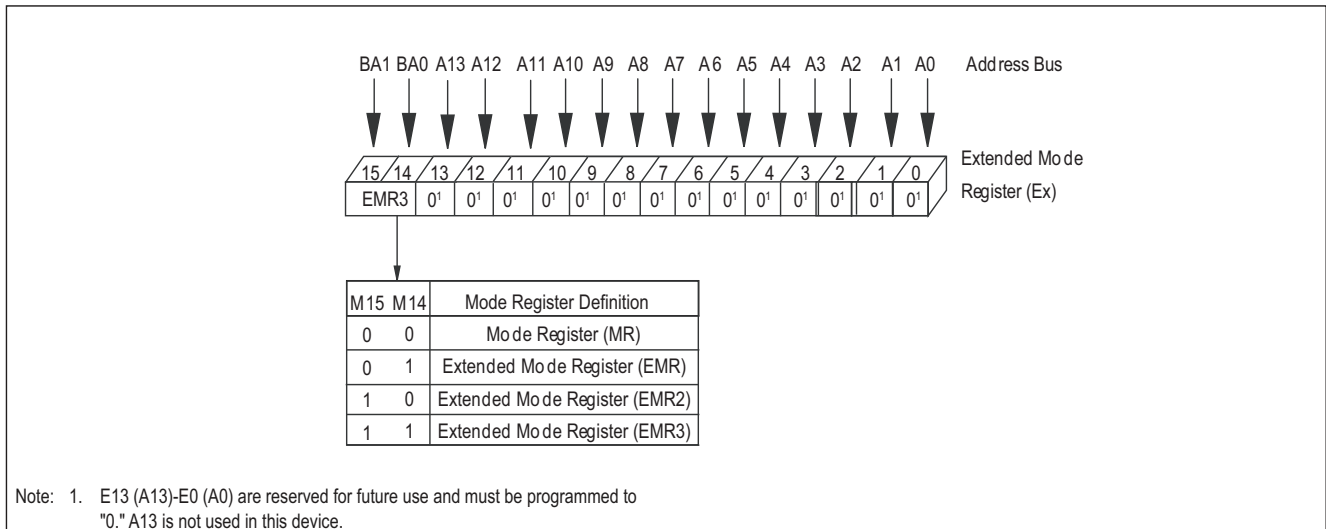 BA1 BA0 A13 A12 A11 A10 A9 A8 A7 A6 A5 A4 A3 A2 A1 A0 Address Bus
15 14 13 12 11 10 9 8 7 6 5 4 3 2 1 0 Extended Mode
EMR3 0¹ 0¹ 0¹ 0¹ 0¹ 0¹ 0¹ 0¹ 0¹ 0¹ 0¹ 0¹ 0¹ 0¹ Register (Ex)
M15 M14 Mode Register Definition
0 0 Mode Register (MR)
0 1 Extended Mode Register (EMR)
1 0 Extended Mode Register (EMR2)
1 1 Extended Mode Register (EMR3)
Note: 1. E13 (A13)-E0 (A0) are reserved for future use and must be programmed to
"0." A13 is not used in this device.